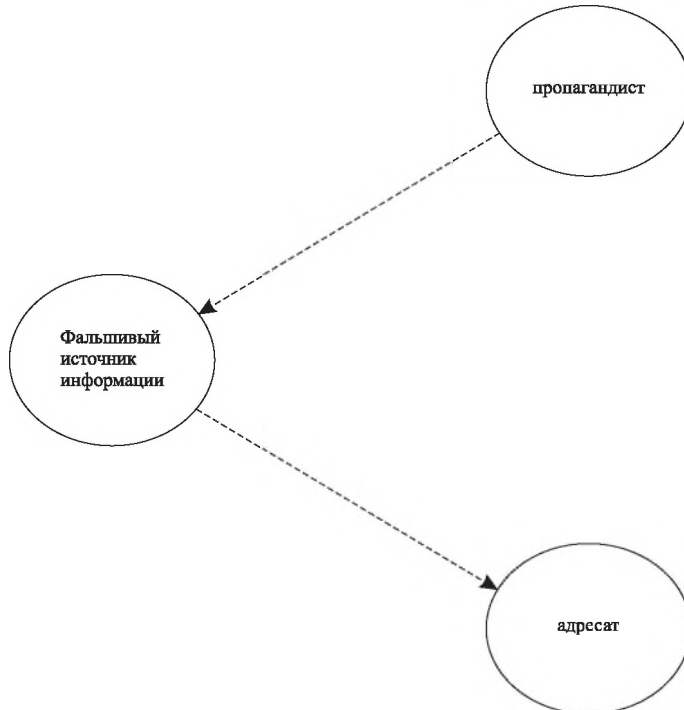 пропагандист
Фальшивый
источник
информации
адресат